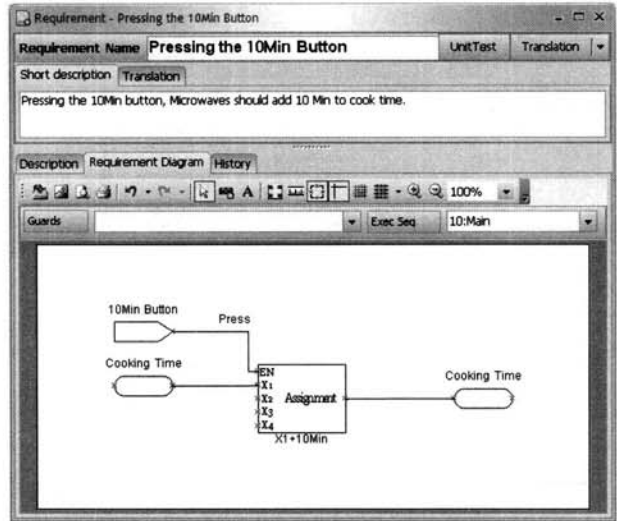 Requirement - Pressing the 10Min Button
Requirement Name Pressing the 10Min Button UnitTest Translation
Short description Translation
Pressing the 10Min button, Microwaves should add 10 Min to cook time.
Description Requirement Diagram History
A 100%
Guards Exec Seq 10:Main
10Min Button
Press
Cooking Time
EN
X1
X2 Assignment
X3
X4
X1+10Min
Cooking Time